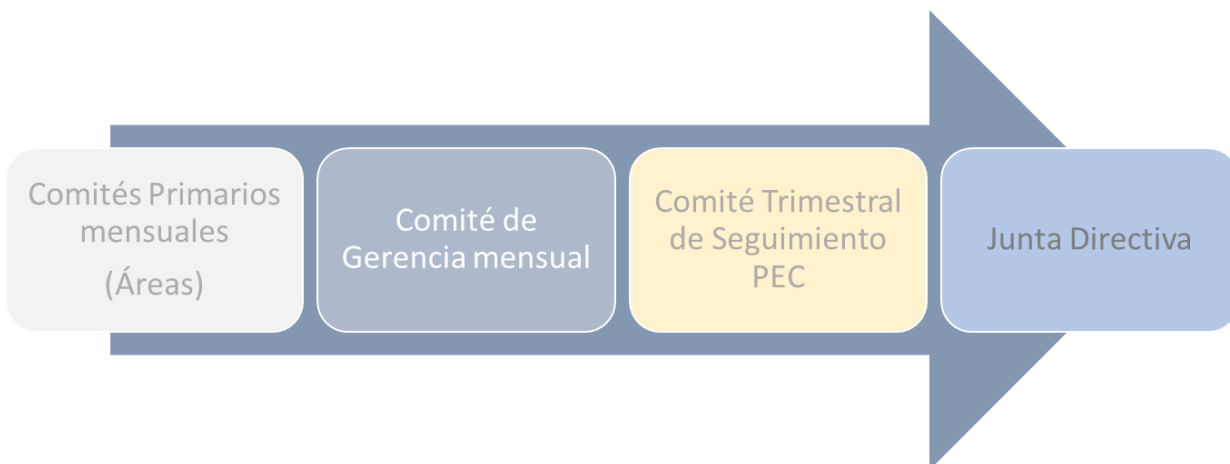 Comités Primarios
mensuales
(Áreas)
Comité de
Gerencia mensual
Comité Trimestral
de Seguimiento
PEC
Junta Directiva